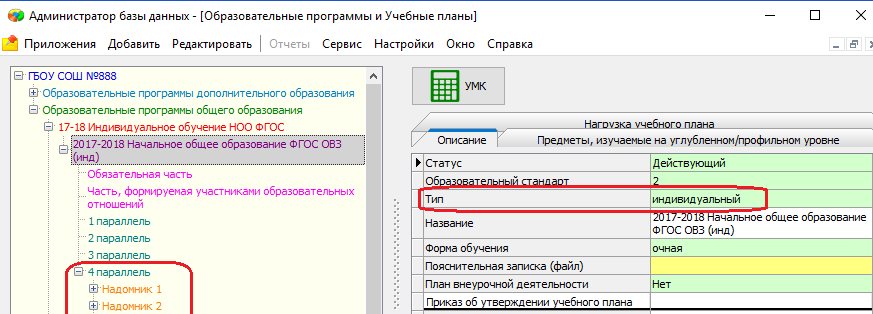 Администратор базы данных - [Образовательные программы и Учебные планы]
Приложения Добавить Редактировать Отчеты Сервис Настройки Окно Справка
ГБОУ СОШ №888
Образовательные программы дополнительного образования
Образовательные программы общего образования
17-18 Индивидуальное обучение НОО ФГОС
2017-2018 Начальное общее образование ФГОС ОВЗ
(инд)
Обязательная часть
Часть, формируемая участниками образовательных
отношений
1 параллель
2 параллель
3 параллель
4 параллель
Надомник 1
Надомник 2
УМК
Нагрузка учебного плана
Описание Предметы, изучаемые на углубленном/профильном уровне
Статус Действующий
Образовательный стандарт 2
Тип индивидуальный
Название 2017-2018 Начальное общее образование
ФГОС ОВЗ (инд)
Форма обучения очная
Пояснительная записка (файл)
План внеурочной деятельности Нет
Приказ об утверждении учебного плана